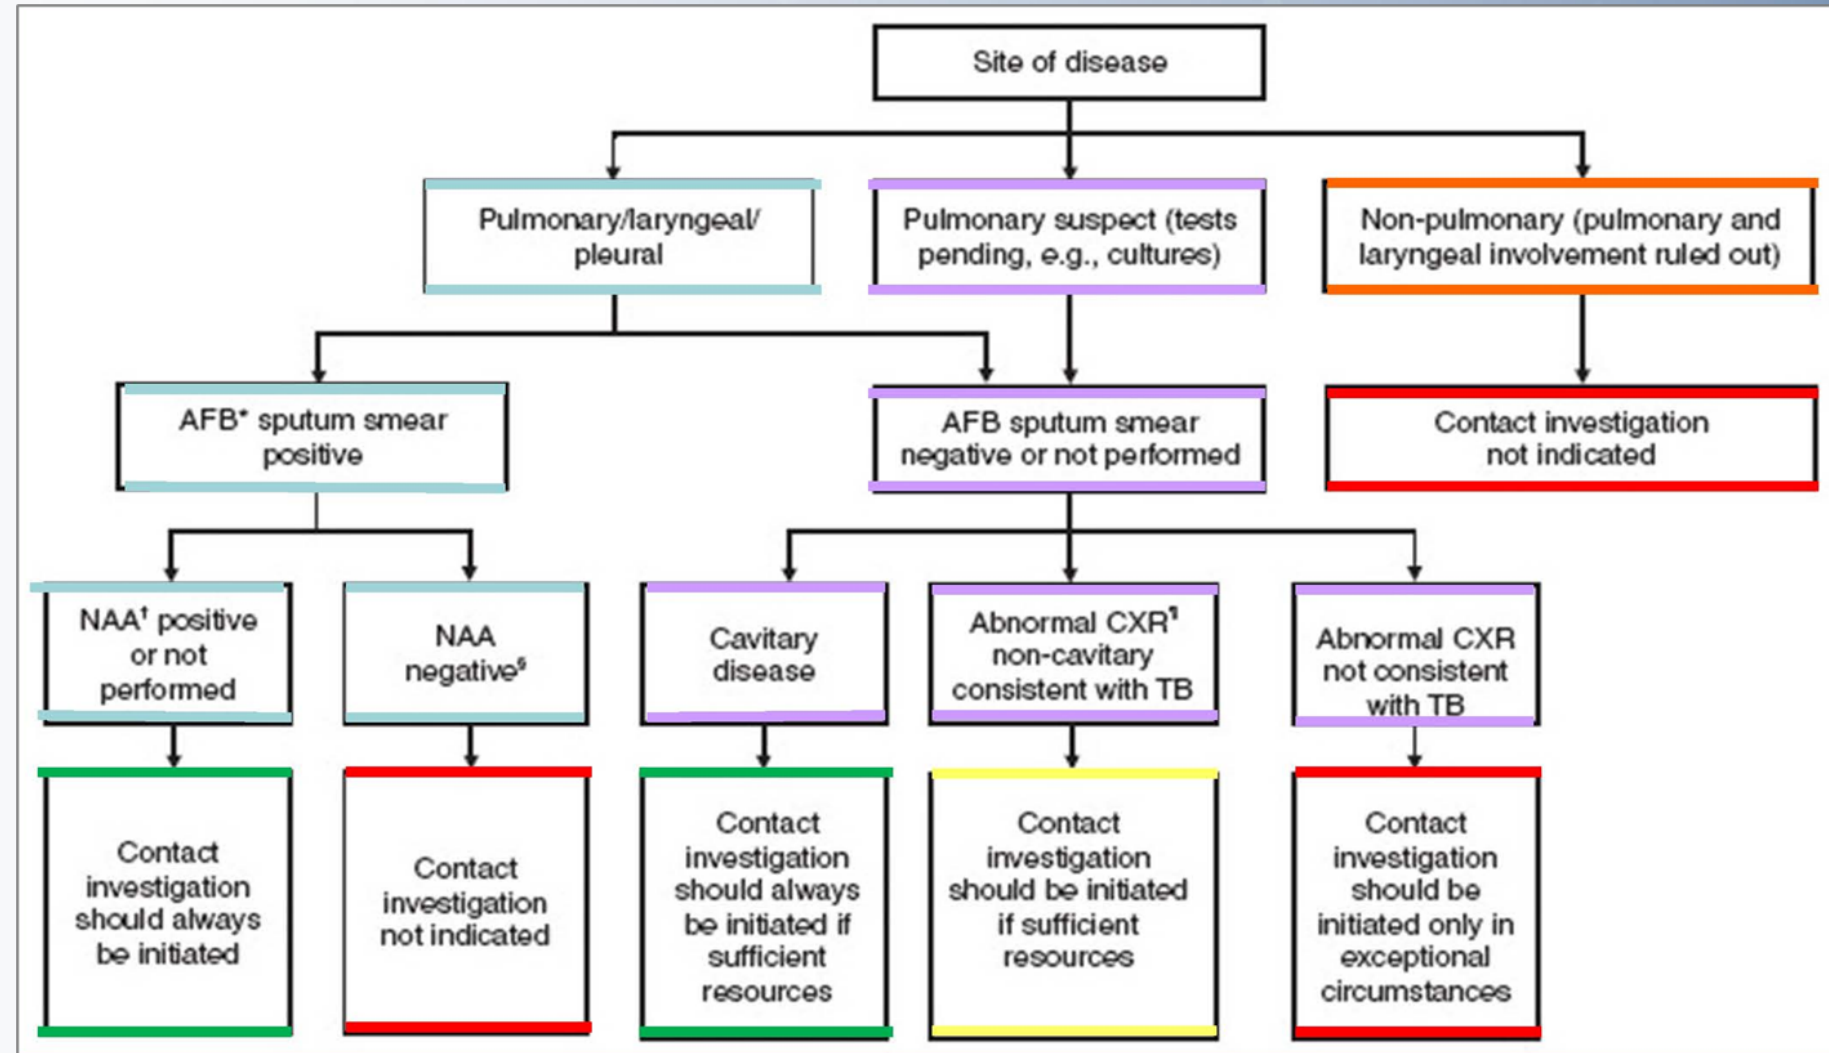 Site of disease
Pulmonary/laryngeal/
pleural
Pulmonary suspect (tests
pending, e.g., cultures)
Non-pulmonary (pulmonary and
laryngeal involvement ruled out)
AFB* sputum smear
positive
AFB sputum smear
negative or not performed
Contact investigation
not indicated
NAA† positive
or not
performed
NAA
negative§
Cavitary
disease
Abnormal CXR¶
non-cavitary
consistent with TB
Abnormal CXR
not consistent
with TB
Contact
investigation
should always
be initiated
Contact
investigation
not indicated
Contact
investigation
should always
be initiated if
sufficient
resources
Contact
investigation
should be initiated
if sufficient
resources
Contact
investigation
should be
initiated only in
exceptional
circumstances